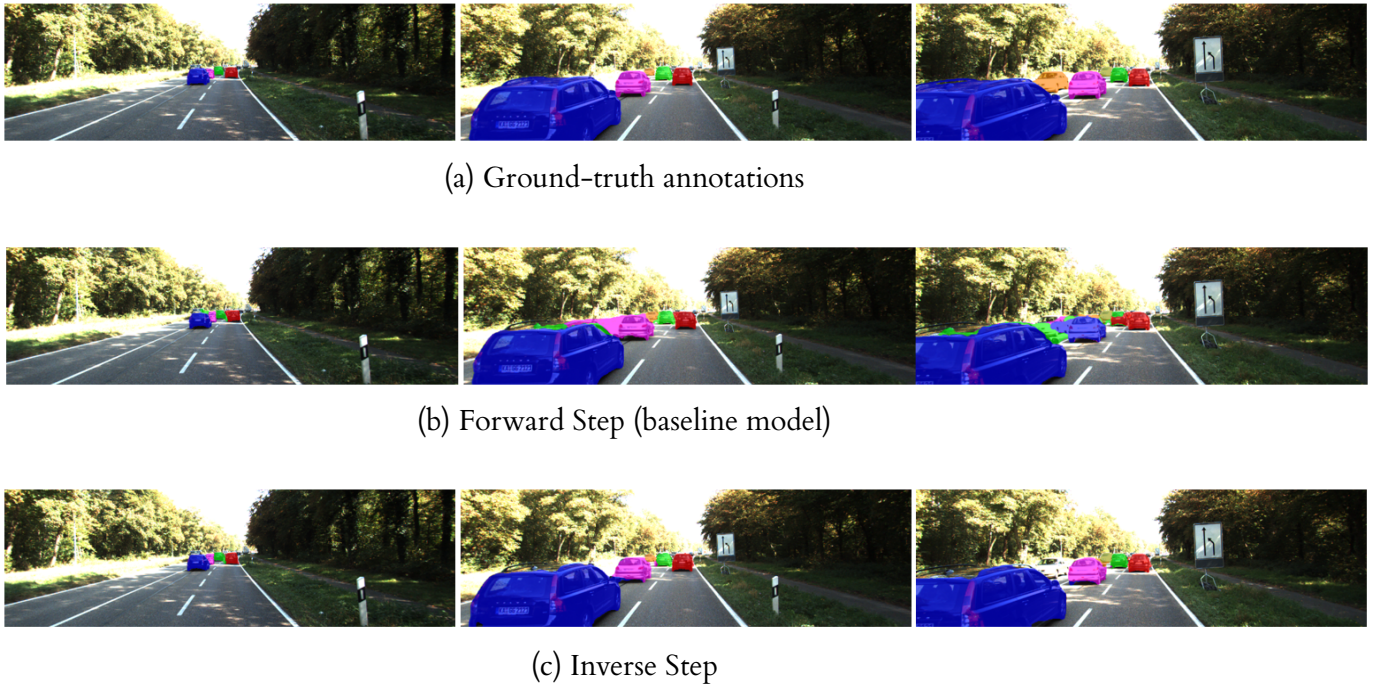 (a) Ground-truth annotations
(b) Forward Step (baseline model)
(c) Inverse Step